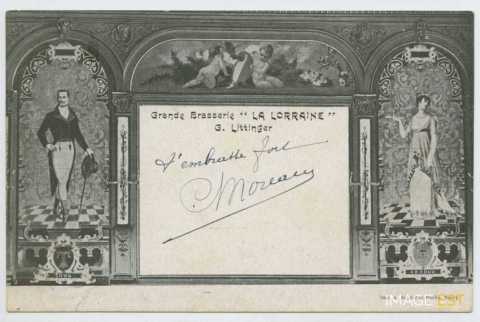 Grande Brasserie " LA LORRAINE "
G. Littinger
t'embrasse fort
C Moreau
IMAGE'EST